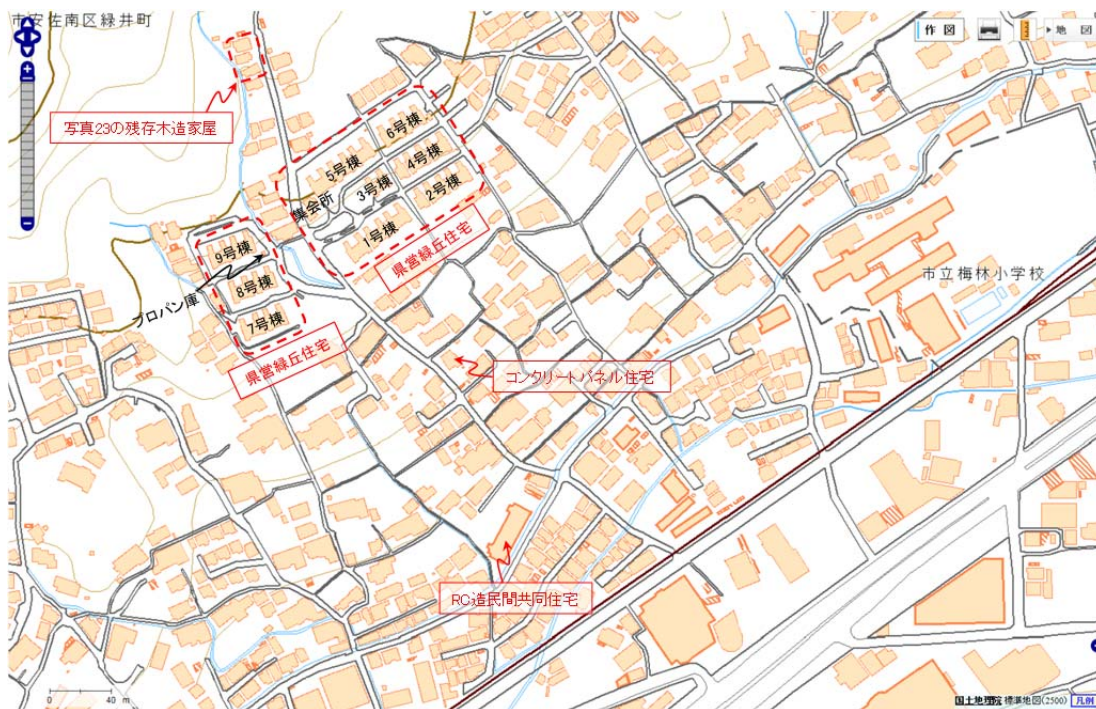 市安佐南区緑井町
作 図
▶ 地 図
写真23の残存木造家屋
6号棟
5号棟
4号棟
3号棟
2号棟
集会所
1号棟
県営緑丘住宅
9号棟
8号棟
プロパン庫
7号棟
県営緑丘住宅
市立梅林小学校
コンクリートパネル住宅
RC造民間共同住宅
0 40 m
国土地理院 標準地図(2500) 凡例